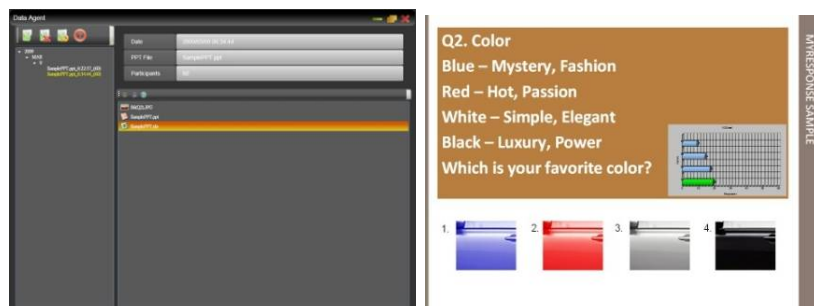 Data Agent
Date
PPT File
SamplePPT.ppt
Participants
SamplePPT.ppt
Q2. Color
Blue – Mystery, Fashion
Red – Hot, Passion
White – Simple, Elegant
Black – Luxury, Power
Which is your favorite color?
1.
2.
3.
4.
MYRESPONSE SAMPLE